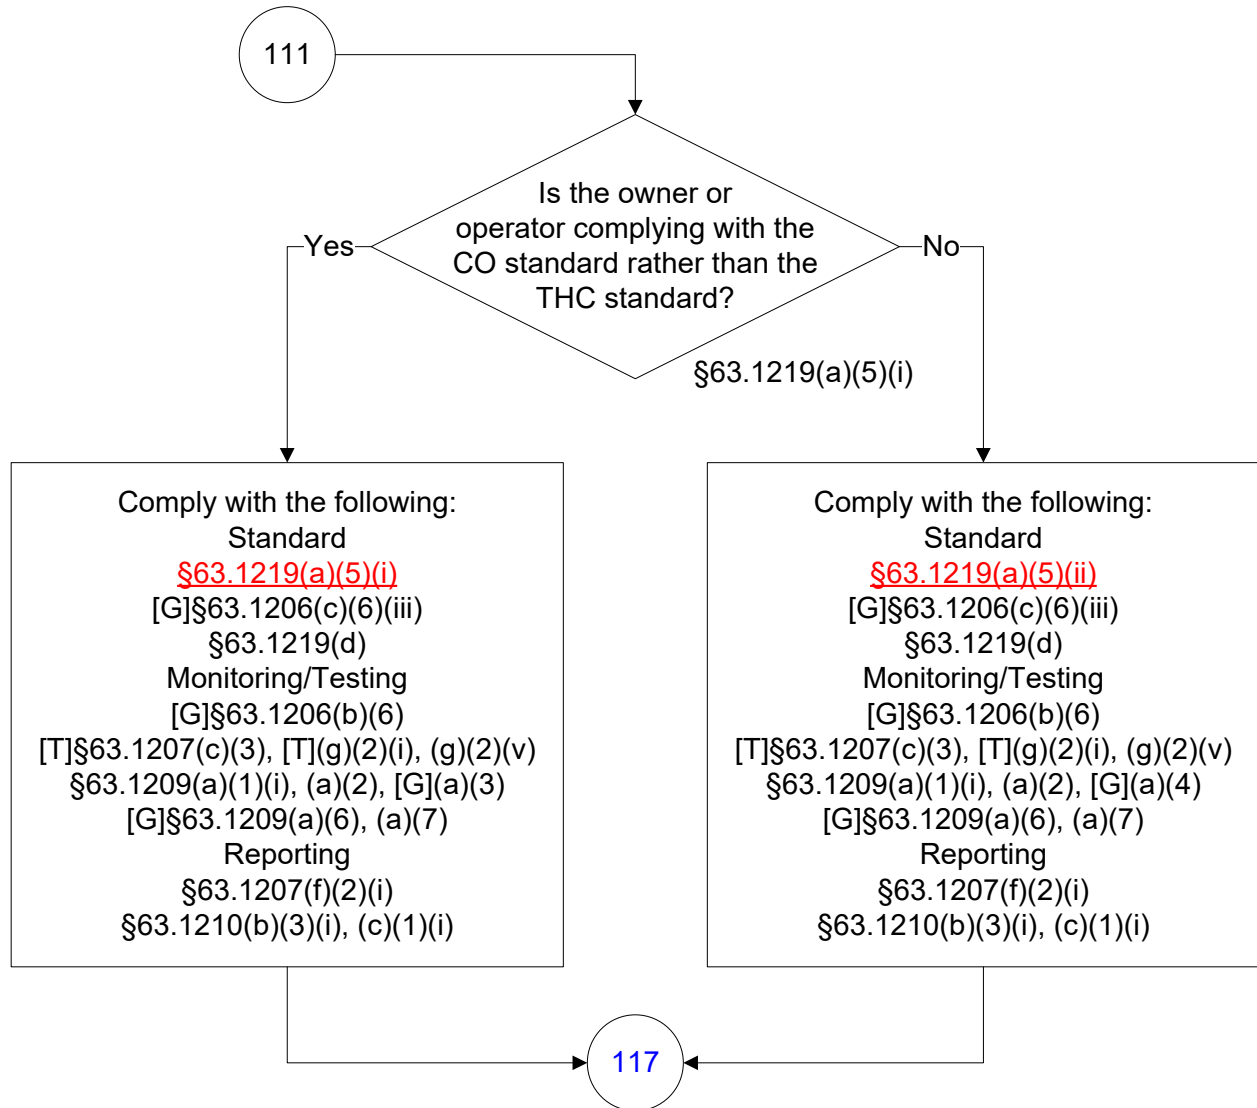 111
Is the owner or
operator complying with the
CO standard rather than the
THC standard?
Yes
No
§63.1219(a)(5)(i)
Comply with the following:
Standard
§63.1219(a)(5)(i)
[G]§63.1206(c)(6)(iii)
§63.1219(d)
Monitoring/Testing
[G]§63.1206(b)(6)
[T]§63.1207(c)(3), [T](g)(2)(i), (g)(2)(v)
§63.1209(a)(1)(i), (a)(2), [G](a)(3)
[G]§63.1209(a)(6), (a)(7)
Reporting
§63.1207(f)(2)(i)
§63.1210(b)(3)(i), (c)(1)(i)
Comply with the following:
Standard
§63.1219(a)(5)(ii)
[G]§63.1206(c)(6)(iii)
§63.1219(d)
Monitoring/Testing
[G]§63.1206(b)(6)
[T]§63.1207(c)(3), [T](g)(2)(i), (g)(2)(v)
§63.1209(a)(1)(i), (a)(2), [G](a)(4)
[G]§63.1209(a)(6), (a)(7)
Reporting
§63.1207(f)(2)(i)
§63.1210(b)(3)(i), (c)(1)(i)
117